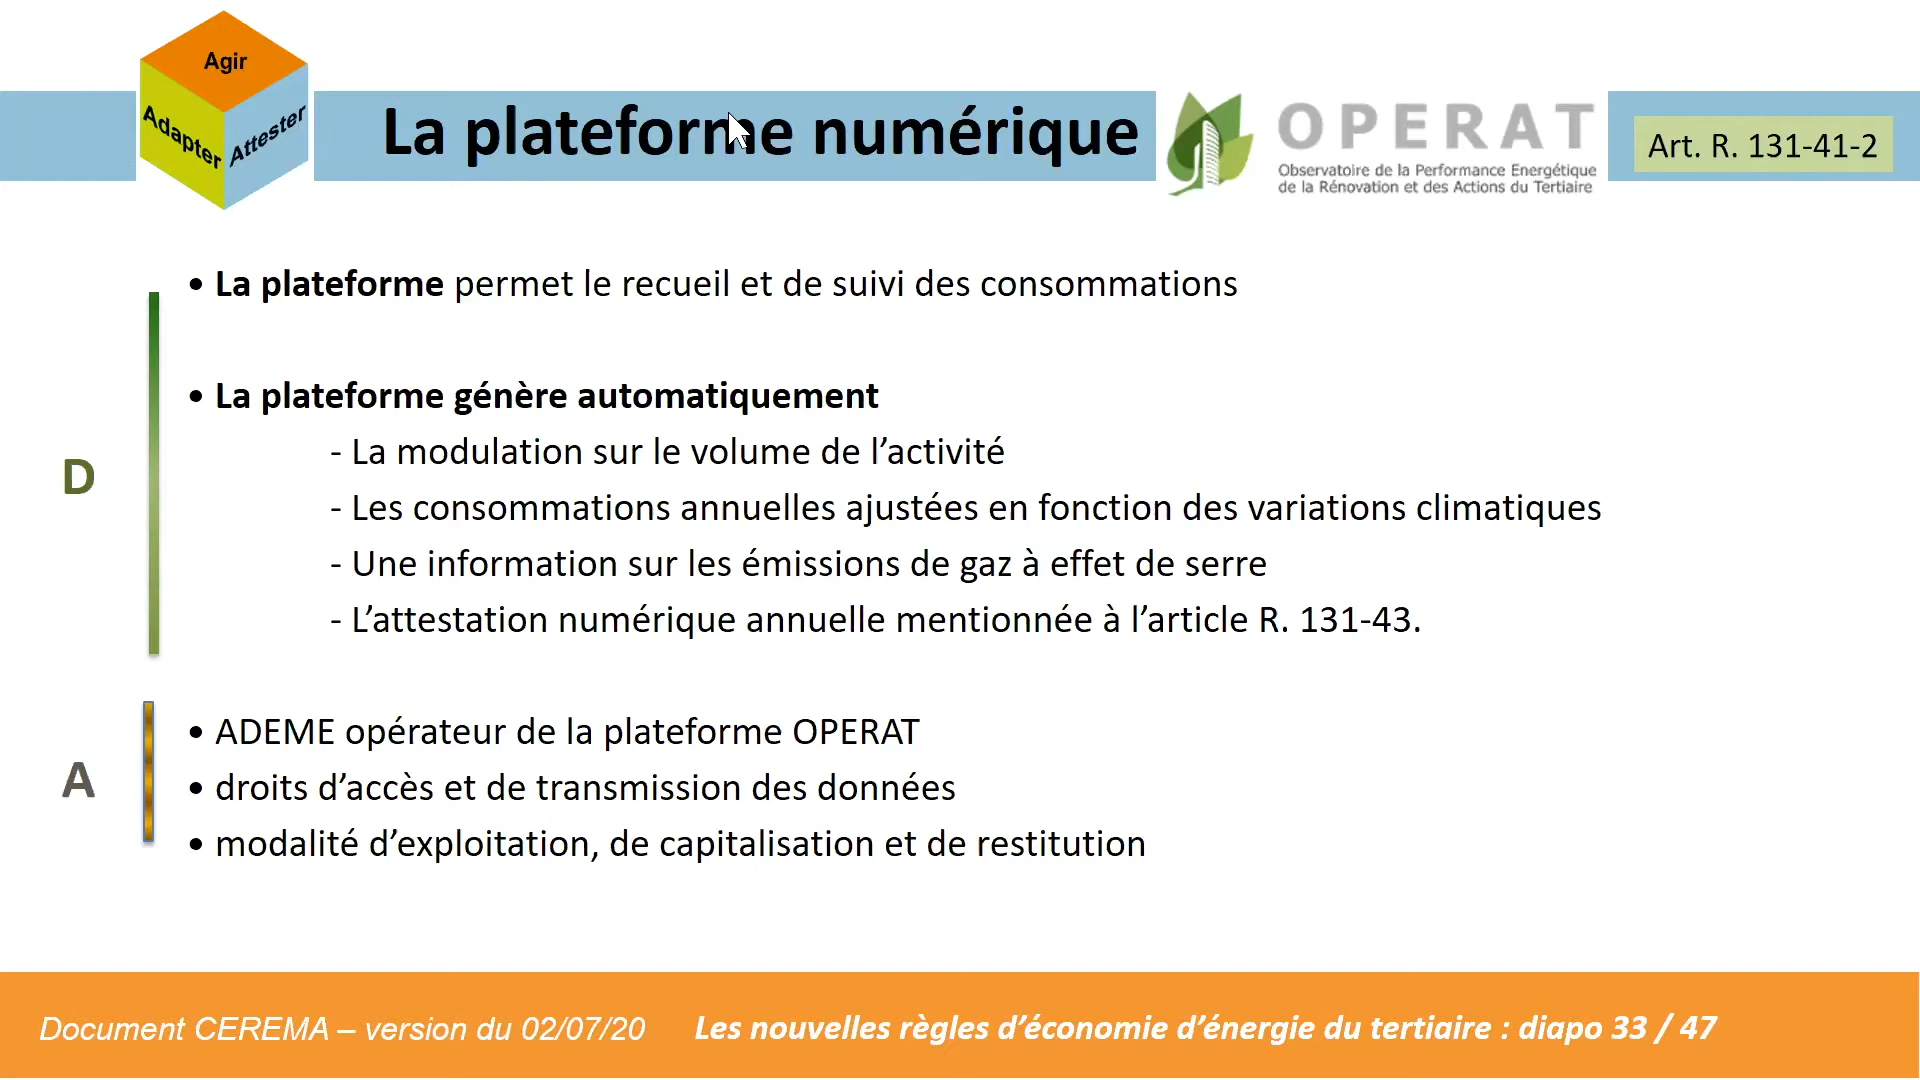 Agir
Adapter
Attester
La plateforme numérique
OPERAT
Observatoire de la Performance Energétique
de la Rénovation et des Actions du Tertiaire
Art. R. 131-41-2
• La plateforme permet le recueil et de suivi des consommations
• La plateforme génère automatiquement
- La modulation sur le volume de l’activité
- Les consommations annuelles ajustées en fonction des variations climatiques
- Une information sur les émissions de gaz à effet de serre
- L’attestation numérique annuelle mentionnée à l’article R. 131-43.
D
• ADEME opérateur de la plateforme OPERAT
• droits d’accès et de transmission des données
• modalité d’exploitation, de capitalisation et de restitution
A
Document CEREMA – version du 02/07/20
Les nouvelles règles d’économie d’énergie du tertiaire : diapo 33 / 47